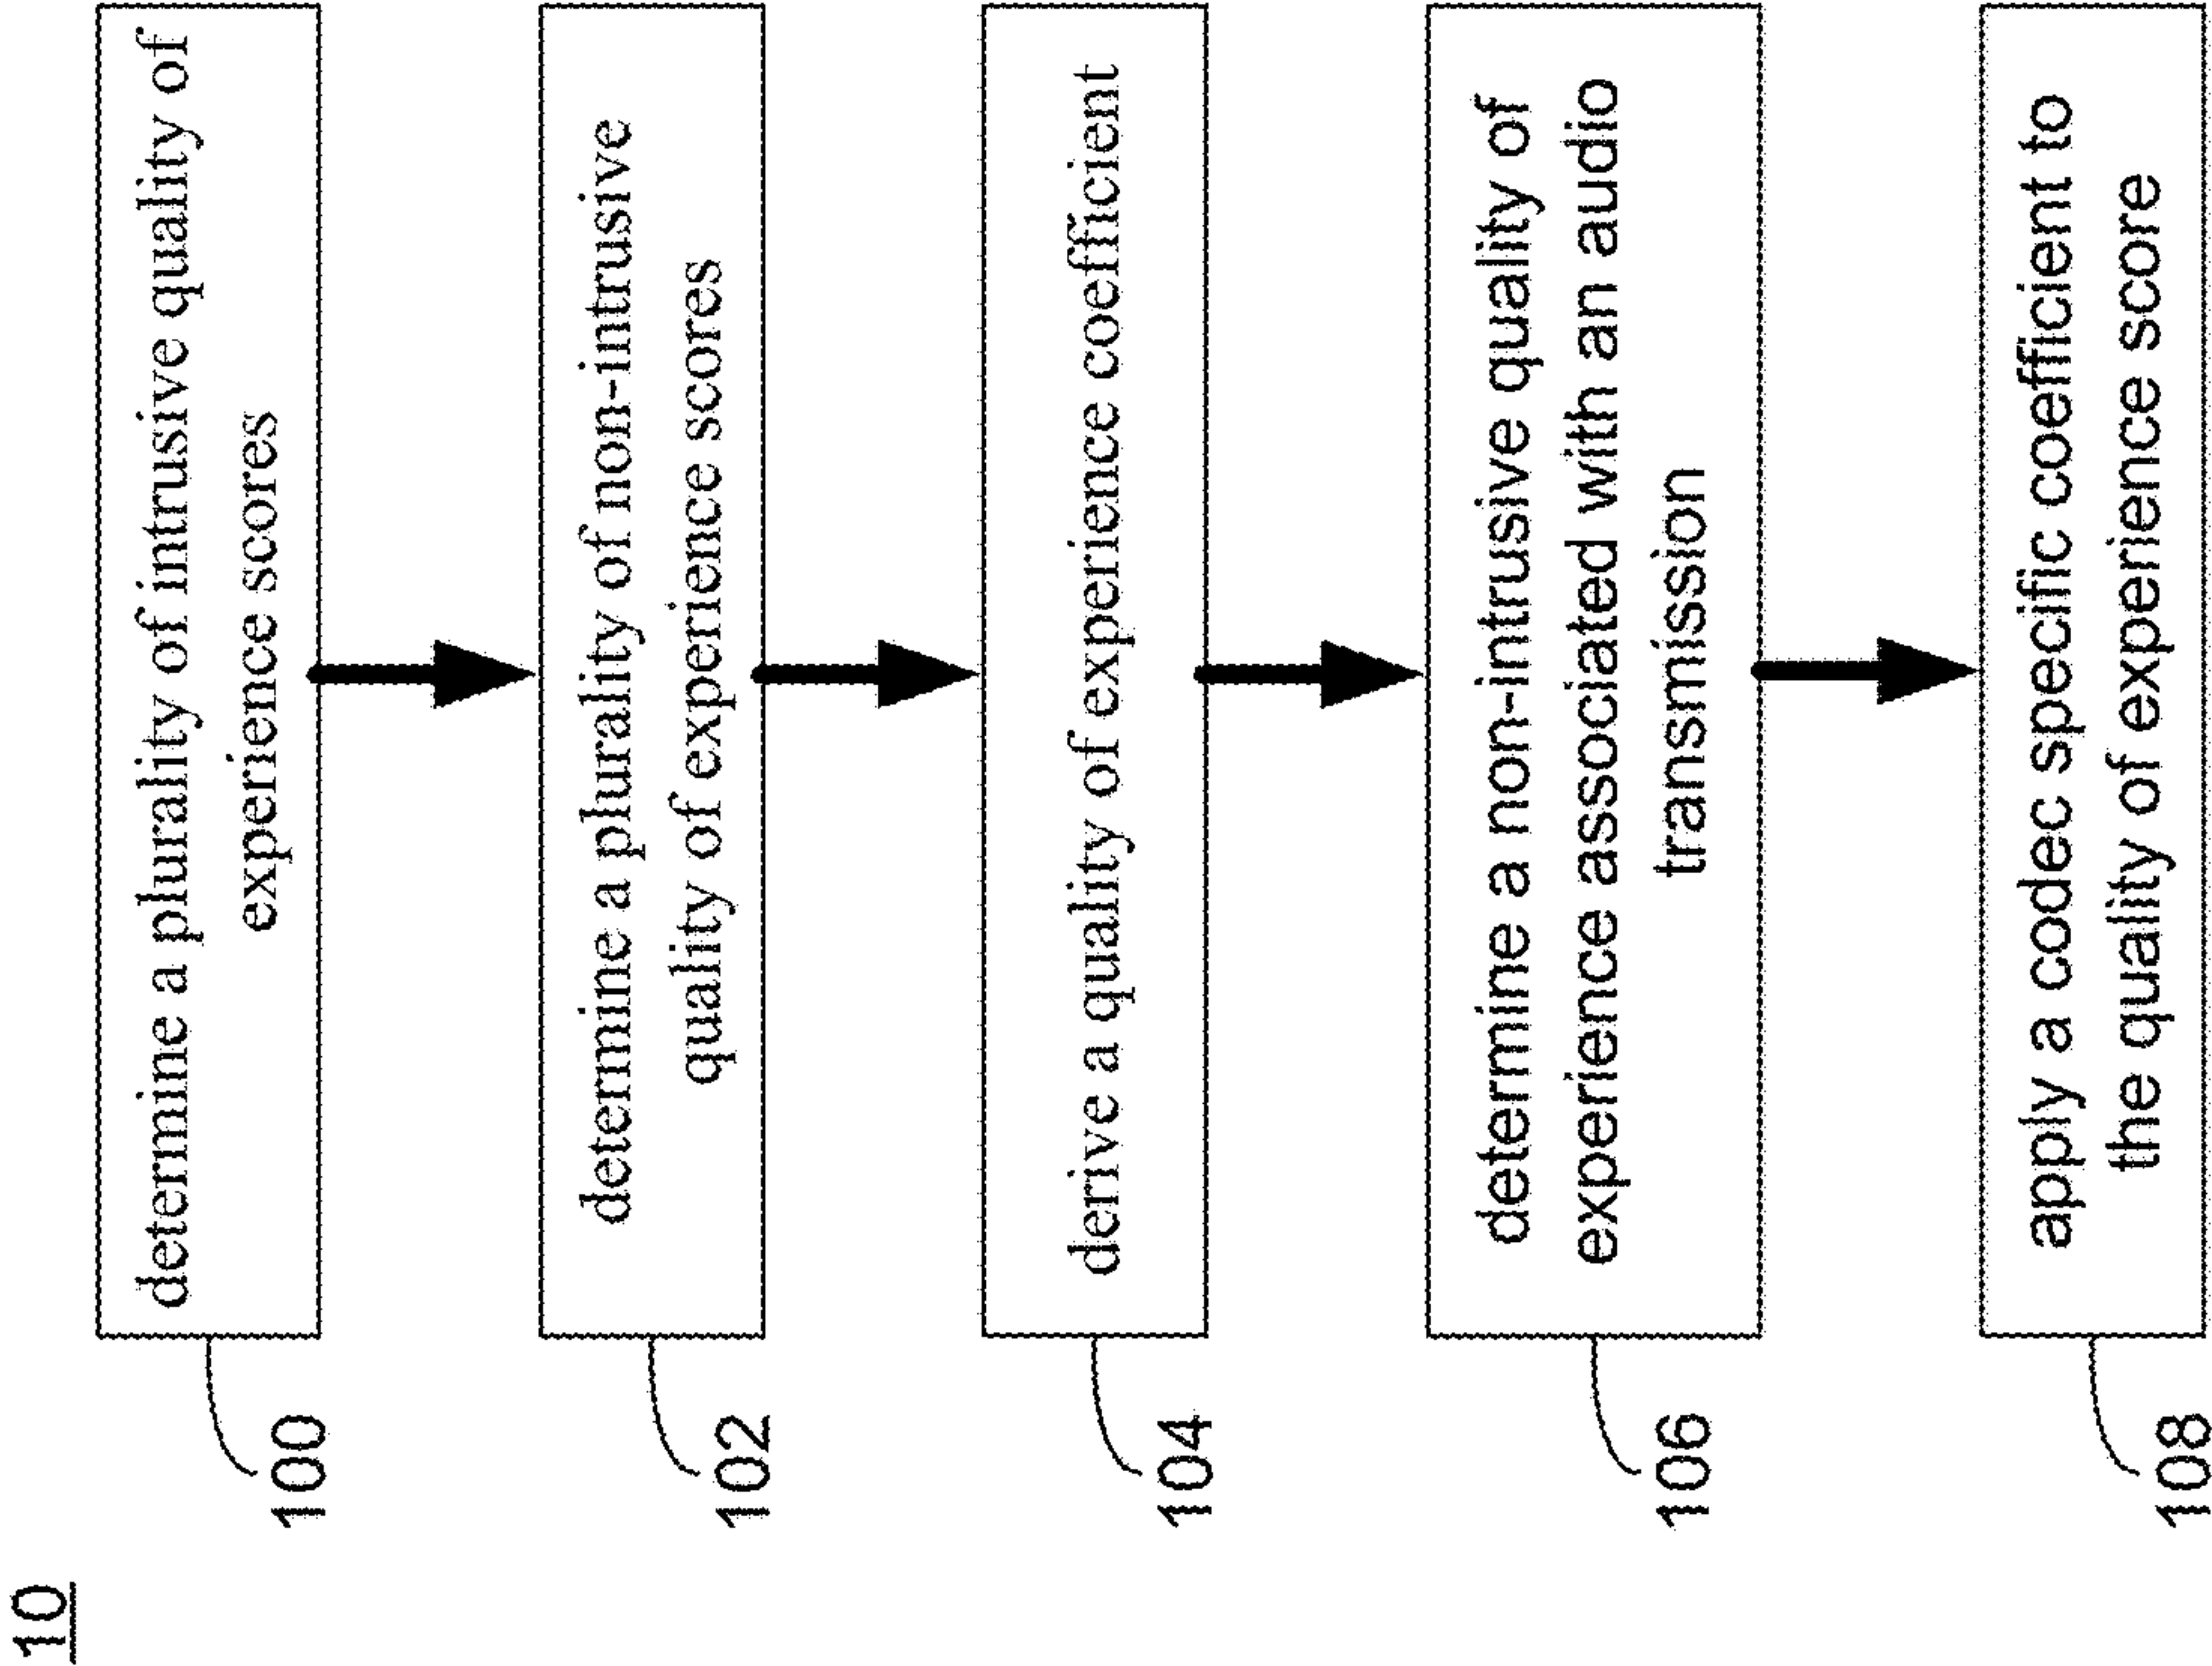 10
100
determine a plurality of intrusive quality of
experience scores
102
determine a plurality of non-intrusive
quality of experience scores
104
derive a quality of experience coefficient
106
determine a non-intrusive quality of
experience associated with an audio
transmission
108
apply a codec specific coefficient to
the quality of experience score